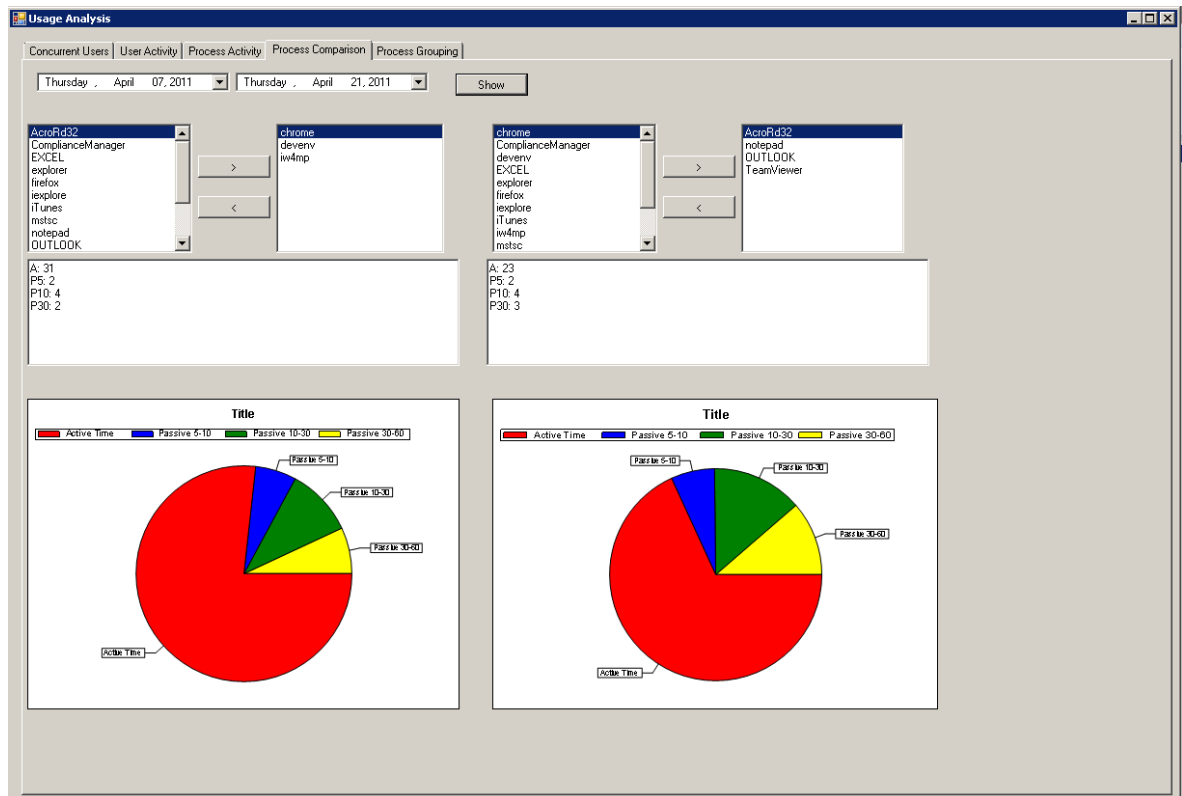 Usage Analysis
Concurrent Users User Activity Process Activity Process Comparison Process Grouping
Thursday , April 07, 2011 Thursday , April 21, 2011 Show
AcroRd32
ComplianceManager
EXCEL
explorer
firefox
iexplore
iTunes
mstsc
notepad
OUTLOOK
>
<
chrome
devenv
iw4mp
chrome
ComplianceManager
devenv
EXCEL
explorer
firefox
iexplore
iTunes
iw4mp
mstsc
>
<
AcroRd32
notepad
OUTLOOK
TeamViewer
A: 31
P5: 2
P10: 4
P30: 2
A: 23
P5: 2
P10: 4
P30: 3
Title
Active Time Passive 5-10 Passive 10-30 Passive 30-60
Passive 5-10
Passive 10-30
Passive 30-60
Active Time
Title
Active Time Passive 5-10 Passive 10-30 Passive 30-60
Passive 5-10
Passive 10-30
Passive 30-60
Active Time